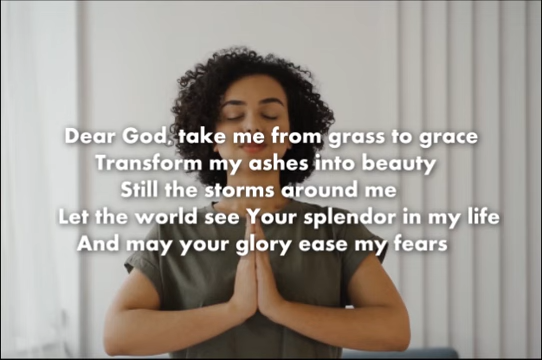 Dear God, take me from grass to grace
Transform my ashes into beauty
Still the storms around me
Let the world see Your splendor in my life
And may your glory ease my fears